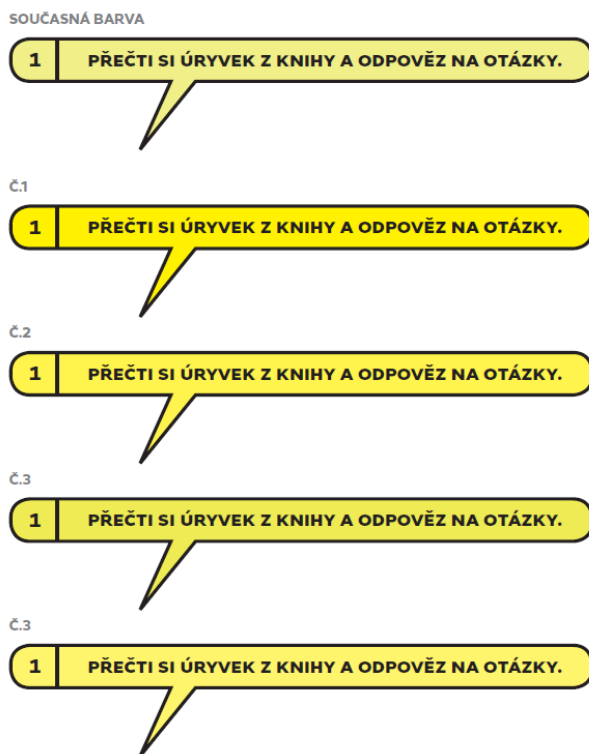 SOUČASNÁ BARVA
1 PŘEČTI SI ÚRYVEK Z KNIHY A ODPOVĚZ NA OTÁZKY.
Č.1
1 PŘEČTI SI ÚRYVEK Z KNIHY A ODPOVĚZ NA OTÁZKY.
Č.2
1 PŘEČTI SI ÚRYVEK Z KNIHY A ODPOVĚZ NA OTÁZKY.
Č.3
1 PŘEČTI SI ÚRYVEK Z KNIHY A ODPOVĚZ NA OTÁZKY.
Č.3
1 PŘEČTI SI ÚRYVEK Z KNIHY A ODPOVĚZ NA OTÁZKY.